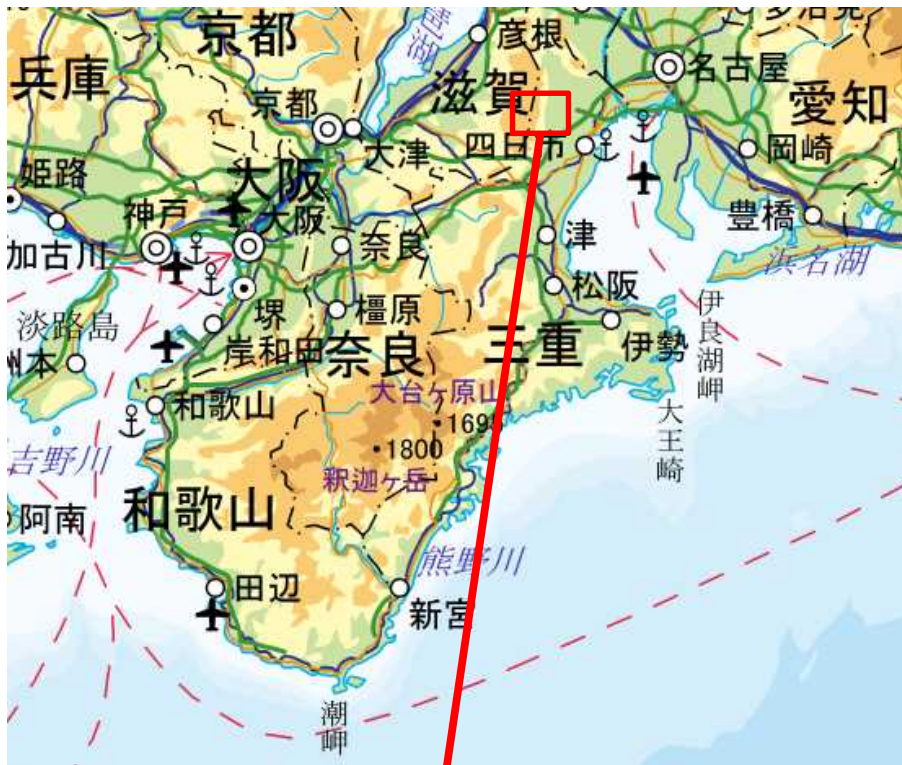 京都
彦根
兵庫
滋賀
名古屋
愛知
京都
四日市
大津
岡崎
姫路
大阪
神戸
大阪
奈良
津
豊橋
加古川
浜名湖
松阪
橿原
堺
淡路島
伊良湖岬
岸和田
奈良
三重
伊勢
大台ヶ原山
和歌山
大王崎
1695
1800
吉野川
釈迦ヶ岳
和歌山
阿南
熊野川
田辺
新宮
潮岬